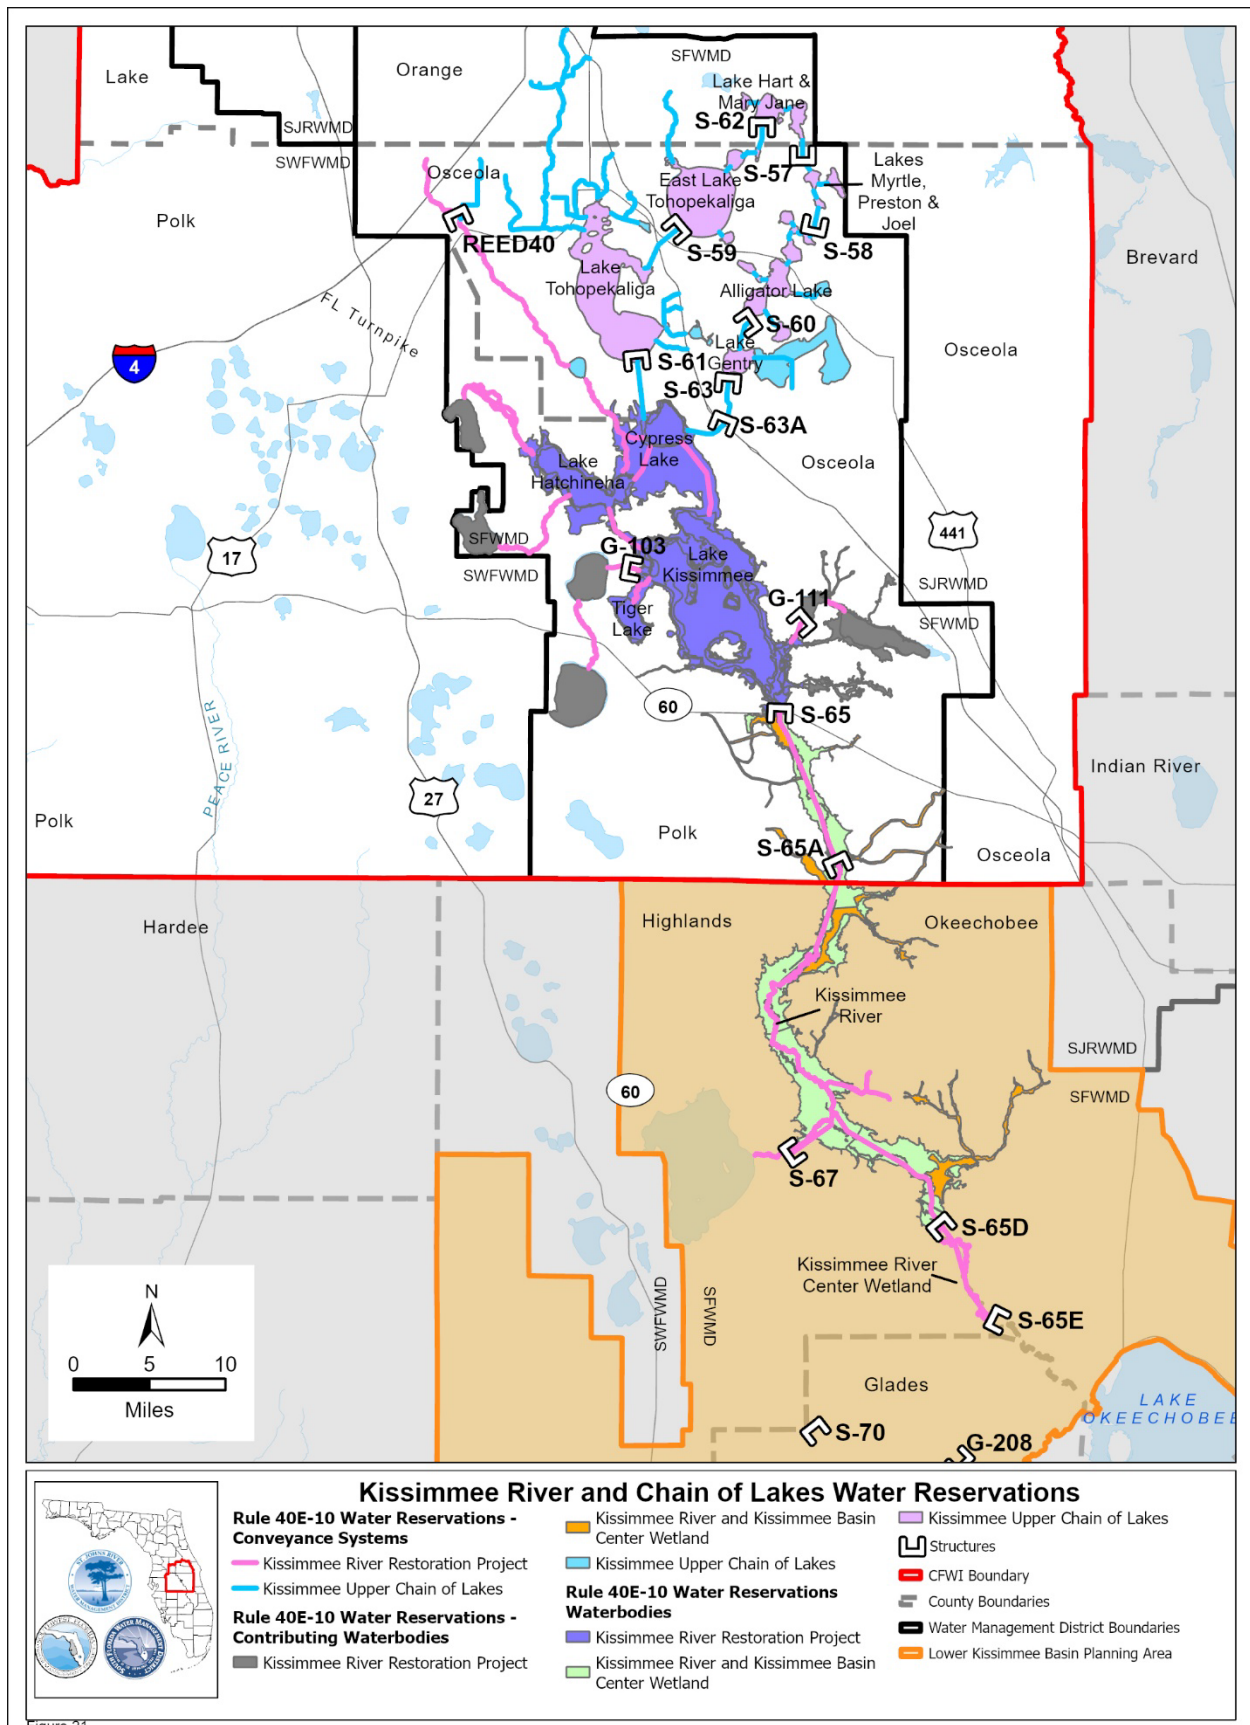 SFWMD
Lake
Orange
Lake Hart &
Mary Jane
S-62
SJRWMD
SWFWMD
S-57
Osceola
East Lake
Tohopekaliga
Lakes
Myrtle,
Preston &
Joel
Polk
REED40
S-59
S-58
Brevard
Lake
Tohopekaliga
Alligator Lake
FL Turnpike
S-60
4
S-61
Lake
Gentry
Osceola
S-63
S-63A
Cypress
Lake
Lake
Hatchineha
Osceola
17
SFWMD
SWFWMD
G-103
Lake
Kissimmee
441
SJRWMD
SFWMD
G-111
Tiger
Lake
60
S-65
PEACE RIVER
Indian River
27
Polk
Polk
S-65A
Osceola
Hardee
Highlands
Okeechobee
Kissimmee
River
SJRWMD
SFWMD
60
S-67
S-65D
Kissimmee River
Center Wetland
S-65E
SWFWMD
SFWMD
N
0 5 10
Miles
Glades
LAKE
OKEECHOBEE
S-70
G-208
Kissimmee River and Chain of Lakes Water Reservations
Rule 40E-10 Water Reservations -
Conveyance Systems
Kissimmee River Restoration Project
Kissimmee Upper Chain of Lakes
Rule 40E-10 Water Reservations -
Contributing Waterbodies
Kissimmee River Restoration Project
Kissimmee River and Kissimmee Basin
Center Wetland
Kissimmee Upper Chain of Lakes
Rule 40E-10 Water Reservations
Waterbodies
Kissimmee River Restoration Project
Kissimmee River and Kissimmee Basin
Center Wetland
Kissimmee Upper Chain of Lakes
Structures
CFWI Boundary
County Boundaries
Water Management District Boundaries
Lower Kissimmee Basin Planning Area
ST. JOHNS RIVER
WATER MANAGEMENT DISTRICT